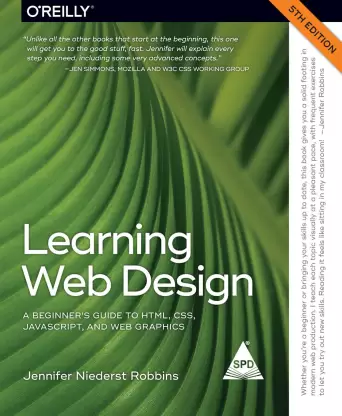 O'REILLY®
5TH EDITION
"Unlike all the other books that start at the beginning, this one
will get you to the good stuff, fast. Jennifer will explain every
step you need, including some very advanced concepts."
—JEN SIMMONS, MOZILLA AND W3C CSS WORKING GROUP
Learning
Web Design
A BEGINNER'S GUIDE TO HTML, CSS,
JAVASCRIPT, AND WEB GRAPHICS
SPD
Jennifer Niederst Robbins
Whether you're a beginner or bringing your skills up to date, this book gives you a solid footing in
modern web production. I teach each topic visually at a pleasant pace, with frequent exercises
to let you try out new skills. Reading it feels like sitting in my classroom! —Jennifer Robbins